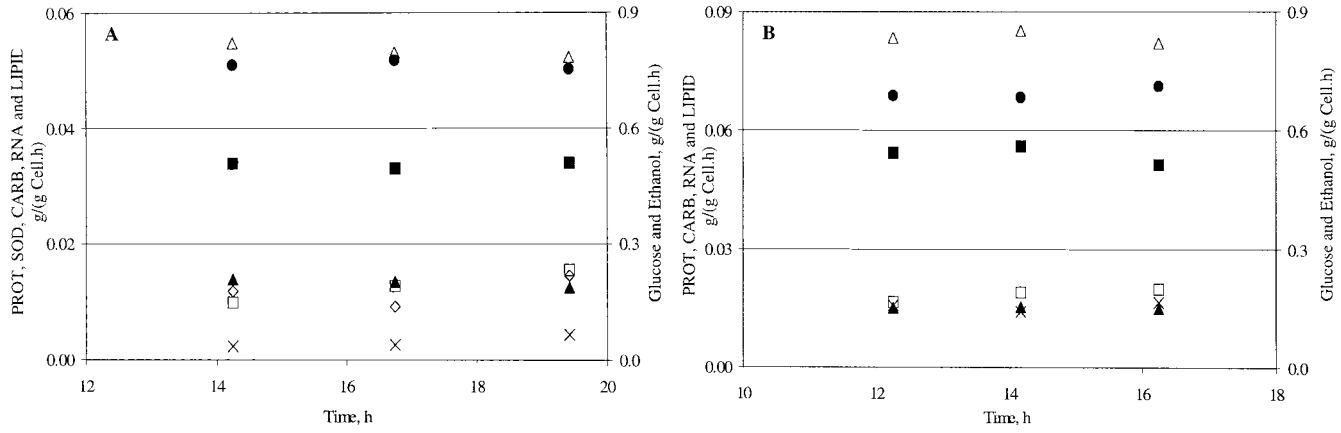 A
PROT, SOD, CARB, RNA and LIPID
g/(g Cell.h)
0.06
0.04
0.02
0.00
0.9
0.6
0.3
0.0
Glucose and Ethanol, g/(g Cell.h)
12
14
16
18
20
Time, h
B
PROT, CARB, RNA and LIPID
g/(g Cell.h)
0.09
0.06
0.03
0.00
0.9
0.6
0.3
0.0
Glucose and Ethanol, g/(g Cell.h)
10
12
14
16
18
Time, h